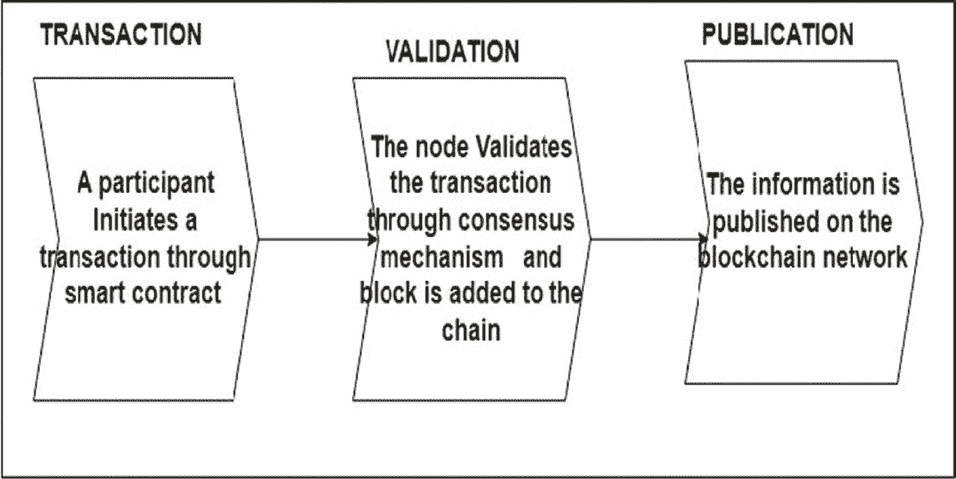 TRANSACTION
A participant
Initiates a
transaction through
smart contract
VALIDATION
The node Validates
the transaction
through consensus
mechanism and
block is added to the
chain
PUBLICATION
The information is
published on the
blockchain network